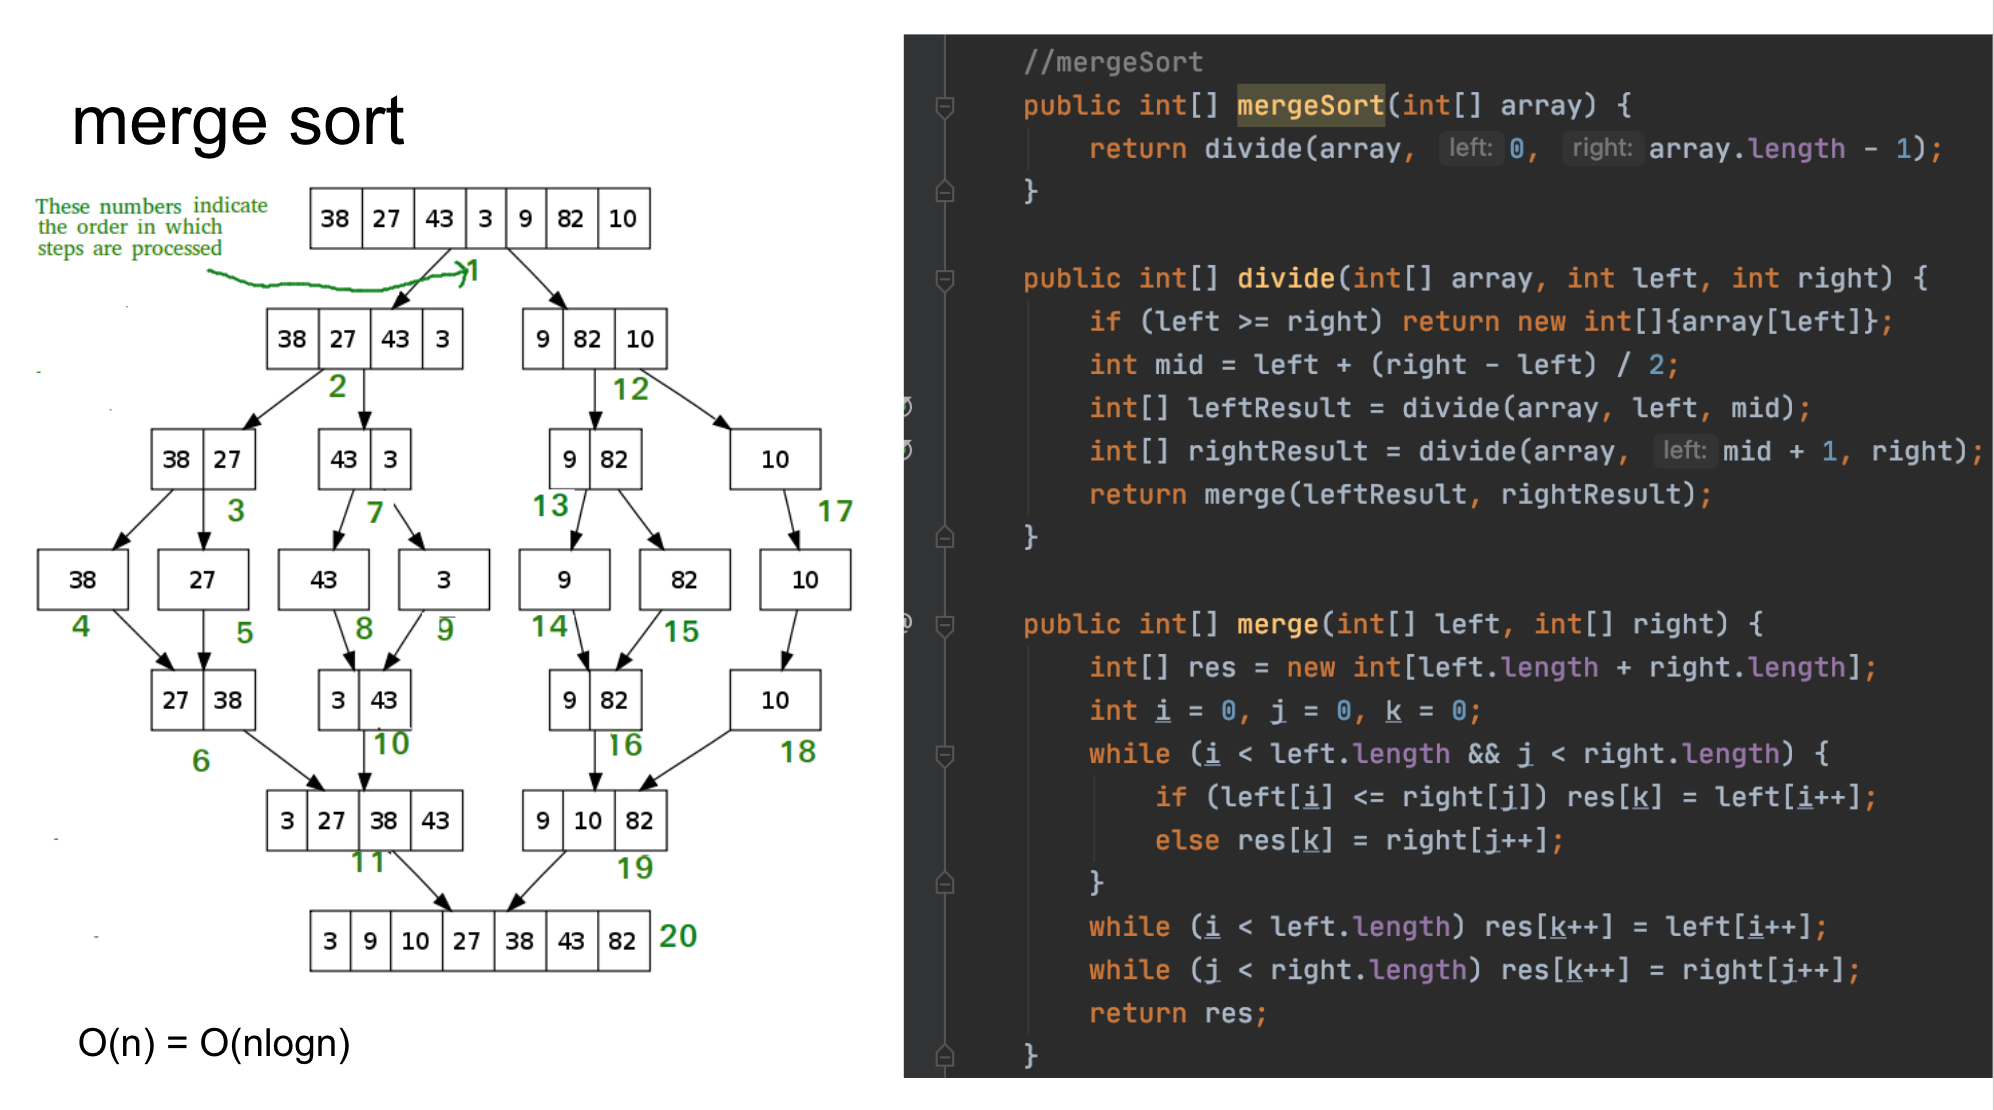 merge sort
These numbers indicate
the order in which
steps are processed
38 27 43 3 9 82 10
1
38 27 43 3
9 82 10
2
12
38 27
43 3
9 82
10
3
7
13
17
38
27
43
3
9
82
10
4
5
8
9
14
15
27 38
3 43
9 82
10
6
10
16
18
3 27 38 43
9 10 82
11
19
3 9 10 27 38 43 82
20
O(n) = O(nlogn)
//mergeSort
public int[] mergeSort(int[] array) {
return divide(array, left: 0, right: array.length - 1);
}
public int[] divide(int[] array, int left, int right) {
if (left >= right) return new int[]{array[left]};
int mid = left + (right - left) / 2;
int[] leftResult = divide(array, left, mid);
int[] rightResult = divide(array, left: mid + 1, right);
return merge(leftResult, rightResult);
}
public int[] merge(int[] left, int[] right) {
int[] res = new int[left.length + right.length];
int i = 0, j = 0, k = 0;
while (i < left.length && j < right.length) {
if (left[i] <= right[j]) res[k] = left[i++];
else res[k] = right[j++];
}
while (i < left.length) res[k++] = left[i++];
while (j < right.length) res[k++] = right[j++];
return res;
}